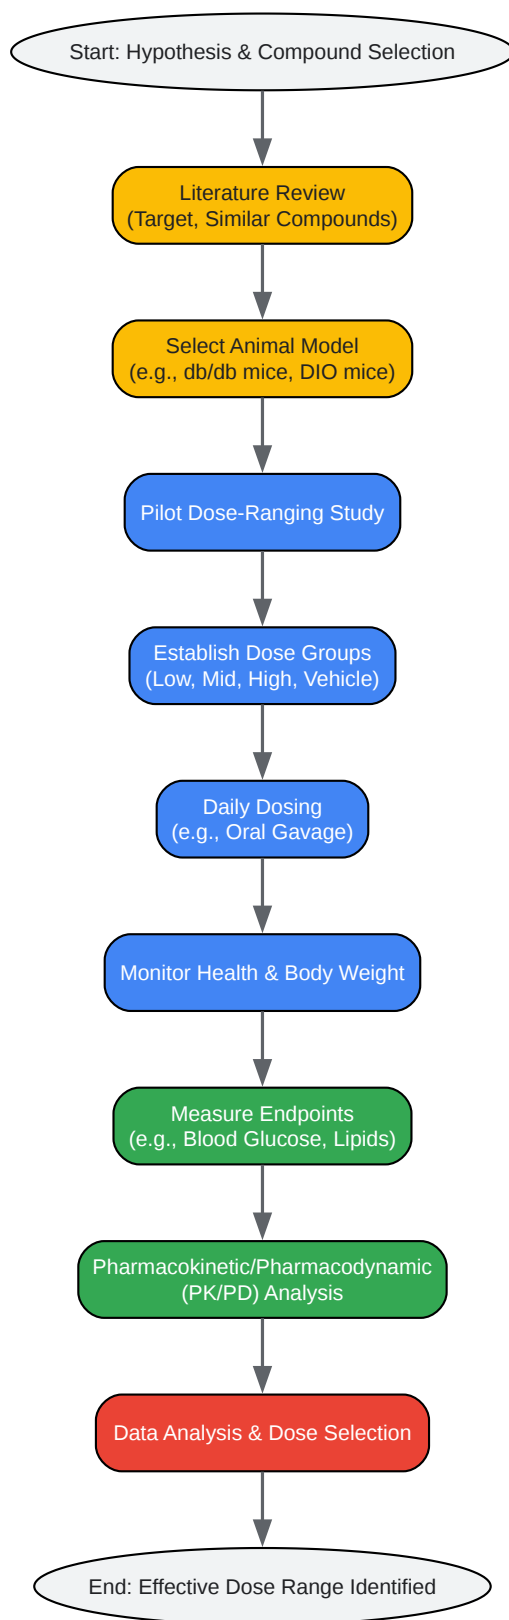 Start: Hypothesis & Compound Selection
Literature Review
(Target, Similar Compounds)
Select Animal Model
(e.g., db/db mice, DIO mice)
Pilot Dose-Ranging Study
Establish Dose Groups
(Low, Mid, High, Vehicle)
Daily Dosing
(e.g., Oral Gavage)
Monitor Health & Body Weight
Measure Endpoints
(e.g., Blood Glucose, Lipids)
Pharmacokinetic/Pharmacodynamic
(PK/PD) Analysis
Data Analysis & Dose Selection
End: Effective Dose Range Identified